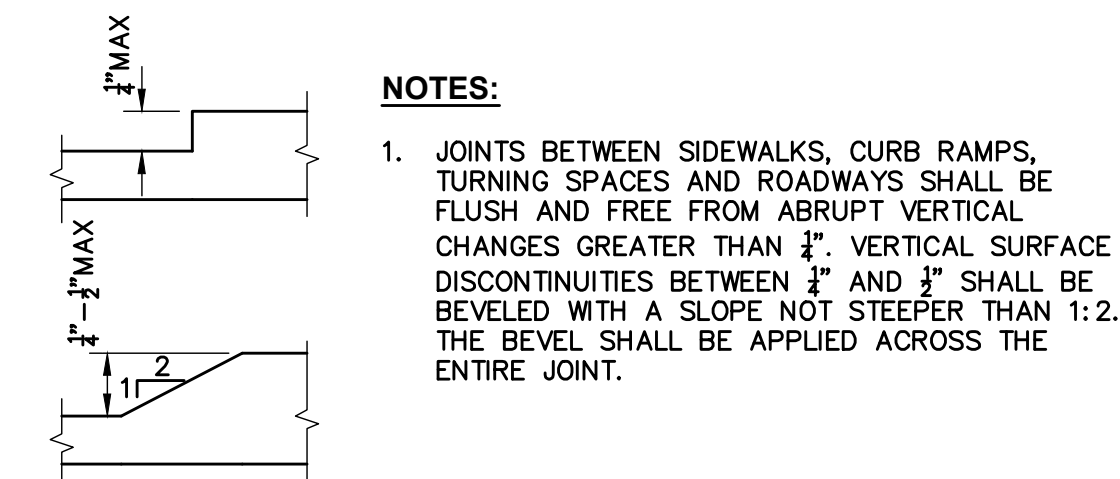 ¼" MAX
NOTES:
1. JOINTS BETWEEN SIDEWALKS, CURB RAMPS,
TURNING SPACES AND ROADWAYS SHALL BE
FLUSH AND FREE FROM ABRUPT VERTICAL
CHANGES GREATER THAN ¼". VERTICAL SURFACE
DISCONTINUITIES BETWEEN ¼" AND ½" SHALL BE
BEVELED WITH A SLOPE NOT STEEPER THAN 1:2.
THE BEVEL SHALL BE APPLIED ACROSS THE
ENTIRE JOINT.
¼"–½" MAX
2
1